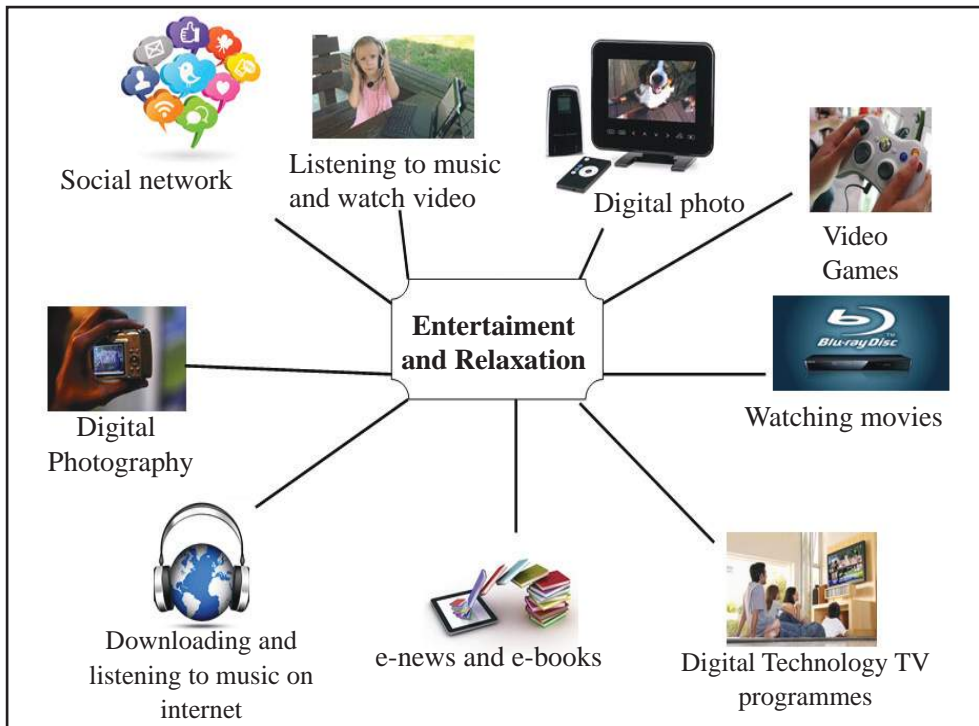 Social network
Listening to music
and watch video
Digital photo
Video
Games
Entertaiment
and Relaxation
Digital
Photography
Blu-ray Disc
TM
Watching movies
Downloading and
listening to music on
internet
e-news and e-books
Digital Technology TV
programmes